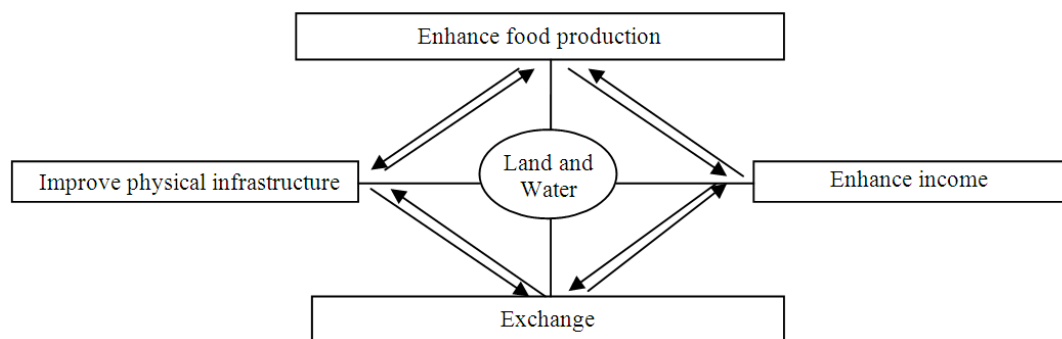 Enhance food production
Improve physical infrastructure
Land and
Water
Enhance income
Exchange